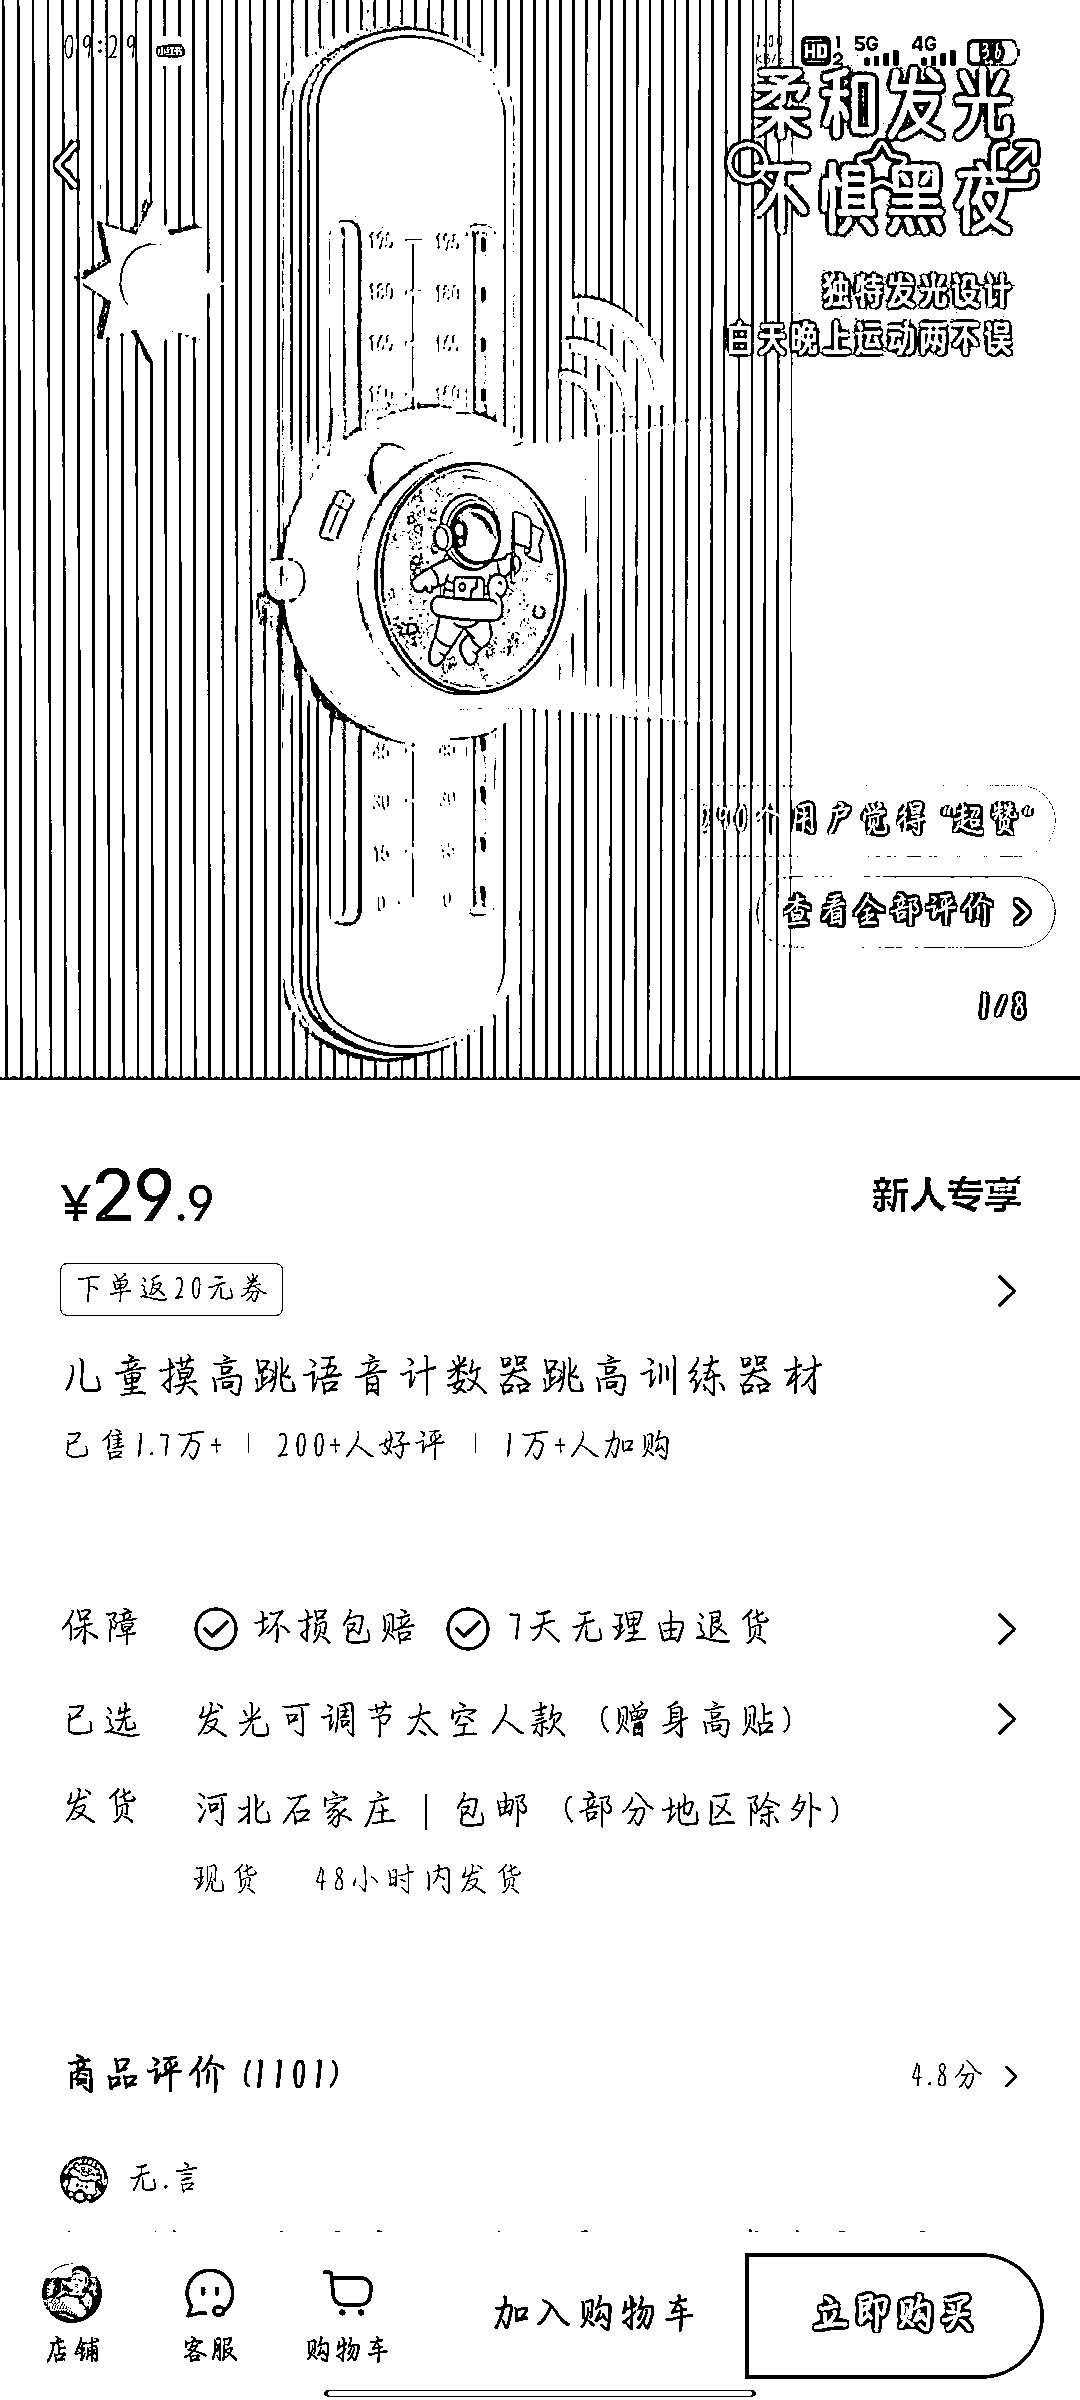 09:29
HD 1 2 5G 4G 36
柔和发光
不惧黑夜
独特发光设计
白天晚上运动两不误
195 195
180 180
165 165
150 150
30 30
15 15
0 0
190个用户觉得“超赞”
查看全部评价
1/8
¥29.9
新人专享
下单返20元券
儿童摸高跳语音计数器跳高训练器材
已售1.7万+ | 200+人好评 | 1万+人加购
保障 坏损包赔 7天无理由退货
已选 发光可调节太空人款（赠身高贴）
发货 河北石家庄 | 包邮（部分地区除外）
现货 48小时内发货
商品评价(1101)
4.8分
无.言
店铺
客服
购物车
加入购物车
立即购买